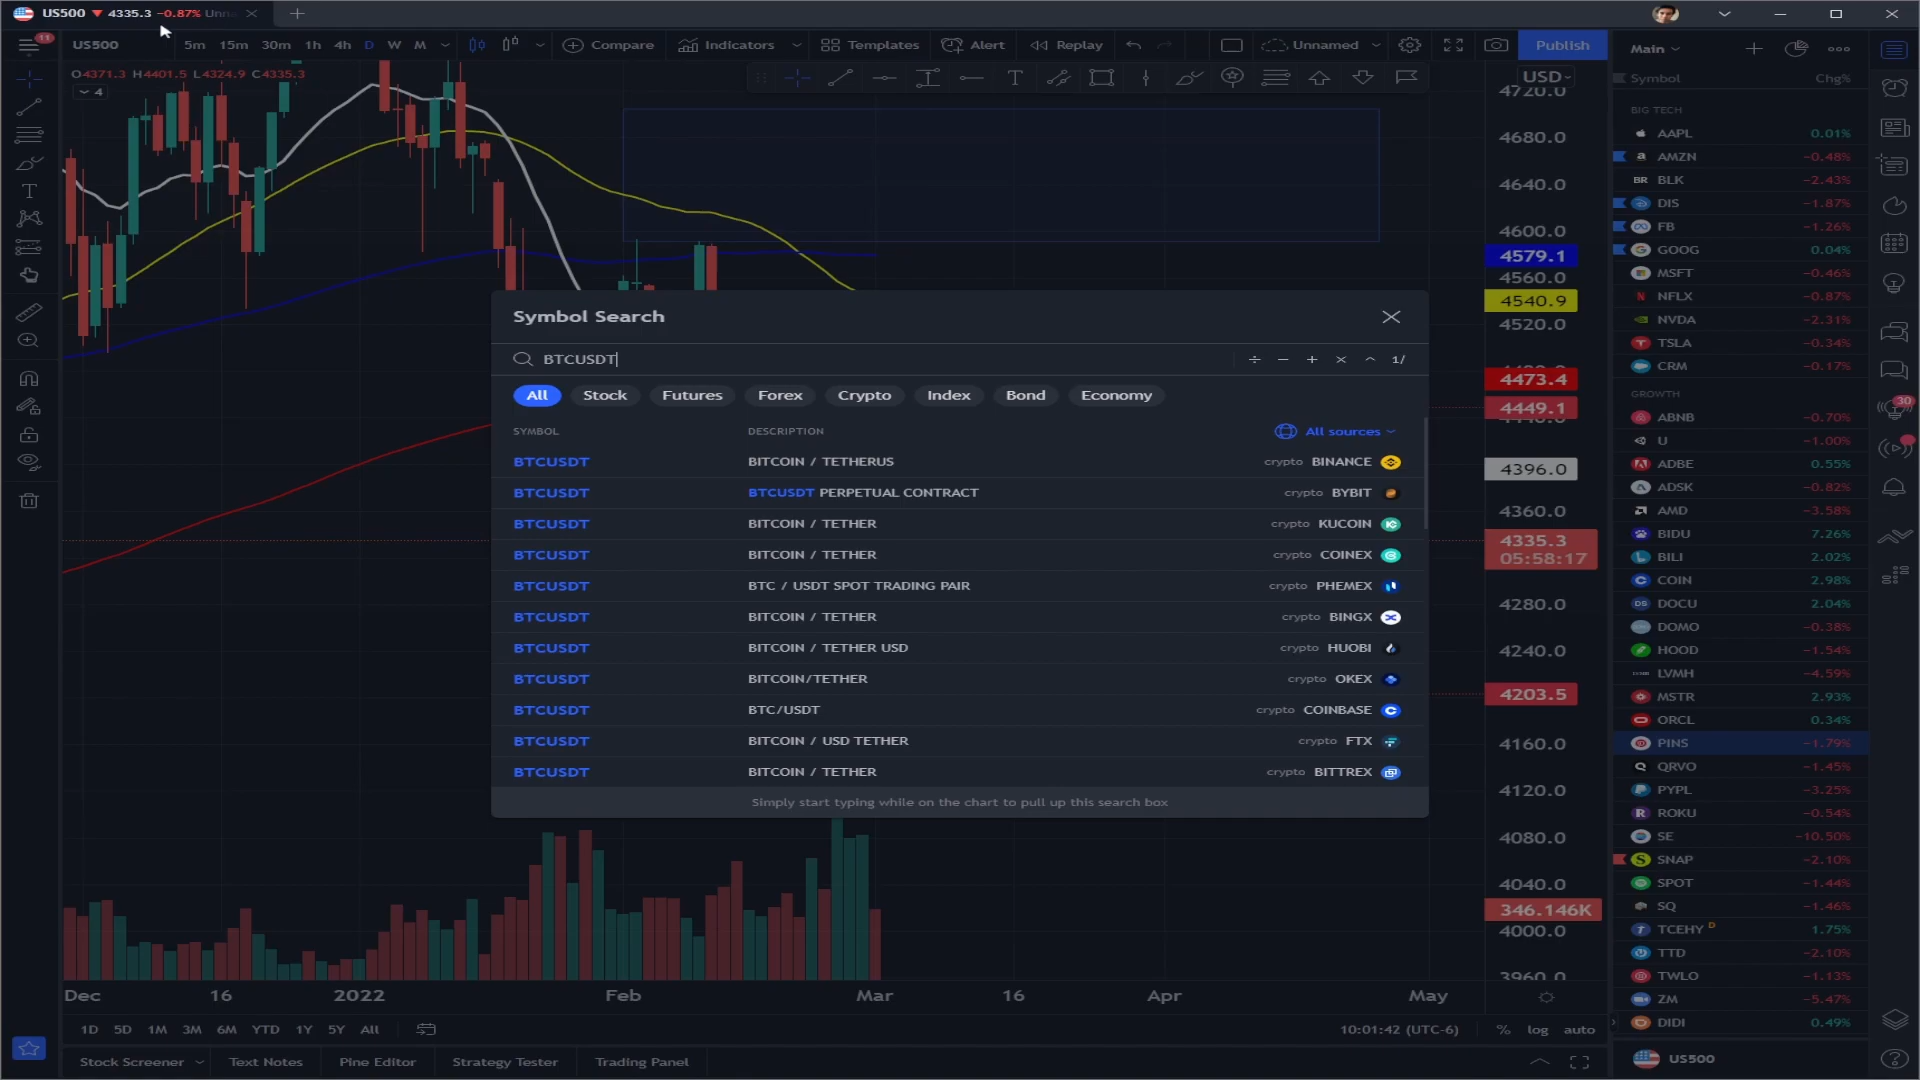 US500 4335.3 −0.87% Unn
11
US500 5m 15m 30m 1h 4h D W M Compare Indicators Templates Alert Replay Unnamed Publish
O4371.3 H4401.5 L4324.9 C4335.3
4
USD
4720.0
4680.0
4640.0
4600.0
4579.1
4560.0
4540.9
4520.0
4473.4
4449.1
4396.0
4360.0
4335.3
05:58:17
4280.0
4240.0
4203.5
4160.0
4120.0
4080.0
4040.0
346.146K
4000.0
3960.0
Symbol Search
BTCUSDT
÷ − + × ^ 1/
All Stock Futures Forex Crypto Index Bond Economy
SYMBOL DESCRIPTION All sources
BTCUSDT BITCOIN / TETHERUS crypto BINANCE
BTCUSDT BTCUSDT PERPETUAL CONTRACT crypto BYBIT
BTCUSDT BITCOIN / TETHER crypto KUCOIN
BTCUSDT BITCOIN / TETHER crypto COINEX
BTCUSDT BTC / USDT SPOT TRADING PAIR crypto PHEMEX
BTCUSDT BITCOIN / TETHER crypto BINGX
BTCUSDT BITCOIN / TETHER USD crypto HUOBI
BTCUSDT BITCOIN/TETHER crypto OKEX
BTCUSDT BTC/USDT crypto COINBASE
BTCUSDT BITCOIN / USD TETHER crypto FTX
BTCUSDT BITCOIN / TETHER crypto BITTREX
Simply start typing while on the chart to pull up this search box
Dec 16 2022 Feb Mar 16 Apr May
1D 5D 1M 3M 6M YTD 1Y 5Y All 10:01:42 (UTC-6) % log auto
Stock Screener Text Notes Pine Editor Strategy Tester Trading Panel
Main
Symbol Chg%
BIG TECH
AAPL 0.01%
AMZN −0.48%
BLK −2.43%
DIS −1.87%
FB −1.26%
GOOG 0.04%
MSFT −0.46%
NFLX −0.87%
NVDA −2.31%
TSLA −0.34%
CRM −0.17%
GROWTH
ABNB −0.70%
U −1.00%
ADBE 0.55%
ADSK −0.82%
AMD −3.58%
BIDU 7.26%
BILI 2.02%
COIN 2.98%
DOCU 2.04%
DOMO −0.38%
HOOD −1.54%
LVMH −4.59%
MSTR 2.93%
ORCL 0.34%
PINS −1.79%
QRVO −1.45%
PYPL −3.25%
ROKU −0.54%
SE −10.50%
SNAP −2.10%
SPOT −1.44%
SQ −1.46%
TCEHY D 1.75%
TTD −2.10%
TWLO −1.13%
ZM −5.47%
DIDI 0.49%
US500
30